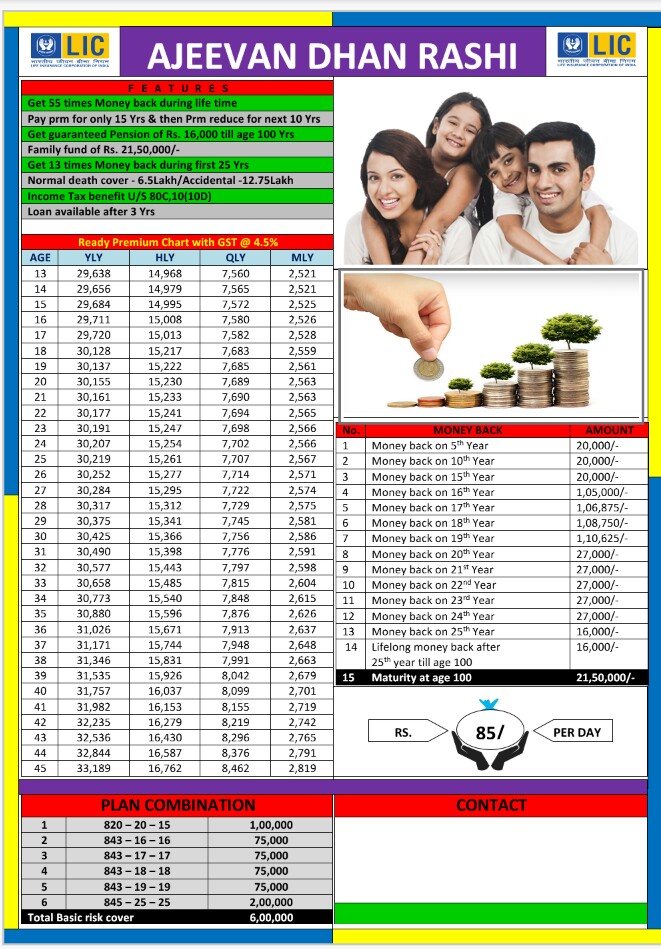 LIC
भारतीय जीवन बीमा निगम
LIFE INSURANCE CORPORATION OF INDIA
AJEEVAN DHAN RASHI
LIC
भारतीय जीवन बीमा निगम
LIFE INSURANCE CORPORATION OF INDIA
F E A T U R E S
Get 55 times Money back during life time
Pay prm for only 15 Yrs & then Prm reduce for next 10 Yrs
Get guaranteed Pension of Rs. 16,000 till age 100 Yrs
Family fund of Rs. 21,50,000/-
Get 13 times Money back during first 25 Yrs
Normal death cover - 6.5Lakh/Accidental -12.75Lakh
Income Tax benefit U/S 80C,10(10D)
Loan available after 3 Yrs
Ready Premium Chart with GST @ 4.5%
AGE YLY HLY QLY MLY
13 29,638 14,968 7,560 2,521
14 29,656 14,979 7,565 2,521
15 29,684 14,995 7,572 2,525
16 29,711 15,008 7,580 2,526
17 29,720 15,013 7,582 2,528
18 30,128 15,217 7,683 2,559
19 30,137 15,222 7,685 2,561
20 30,155 15,230 7,689 2,563
21 30,161 15,233 7,690 2,563
22 30,177 15,241 7,694 2,565
23 30,191 15,247 7,698 2,566
24 30,207 15,254 7,702 2,566
25 30,219 15,261 7,707 2,567
26 30,252 15,277 7,714 2,571
27 30,284 15,295 7,722 2,574
28 30,317 15,312 7,729 2,575
29 30,375 15,341 7,745 2,581
30 30,425 15,366 7,756 2,586
31 30,490 15,398 7,776 2,591
32 30,577 15,443 7,797 2,598
33 30,658 15,485 7,815 2,604
34 30,773 15,540 7,848 2,615
35 30,880 15,596 7,876 2,626
36 31,026 15,671 7,913 2,637
37 31,171 15,744 7,948 2,648
38 31,346 15,831 7,991 2,663
39 31,535 15,926 8,042 2,679
40 31,757 16,037 8,099 2,701
41 31,982 16,153 8,155 2,719
42 32,235 16,279 8,219 2,742
43 32,536 16,430 8,296 2,765
44 32,844 16,587 8,376 2,791
45 33,189 16,762 8,462 2,819
No. MONEY BACK AMOUNT
1 Money back on 5th Year 20,000/-
2 Money back on 10th Year 20,000/-
3 Money back on 15th Year 20,000/-
4 Money back on 16th Year 1,05,000/-
5 Money back on 17th Year 1,06,875/-
6 Money back on 18th Year 1,08,750/-
7 Money back on 19th Year 1,10,625/-
8 Money back on 20th Year 27,000/-
9 Money back on 21st Year 27,000/-
10 Money back on 22nd Year 27,000/-
11 Money back on 23rd Year 27,000/-
12 Money back on 24th Year 27,000/-
13 Money back on 25th Year 16,000/-
14 Lifelong money back after 16,000/-
25th year till age 100
15 Maturity at age 100 21,50,000/-
RS. 85/ PER DAY
PLAN COMBINATION
1 820 – 20 – 15 1,00,000
2 843 – 16 – 16 75,000
3 843 – 17 – 17 75,000
4 843 – 18 – 18 75,000
5 843 – 19 – 19 75,000
6 845 – 25 – 25 2,00,000
Total Basic risk cover 6,00,000
CONTACT